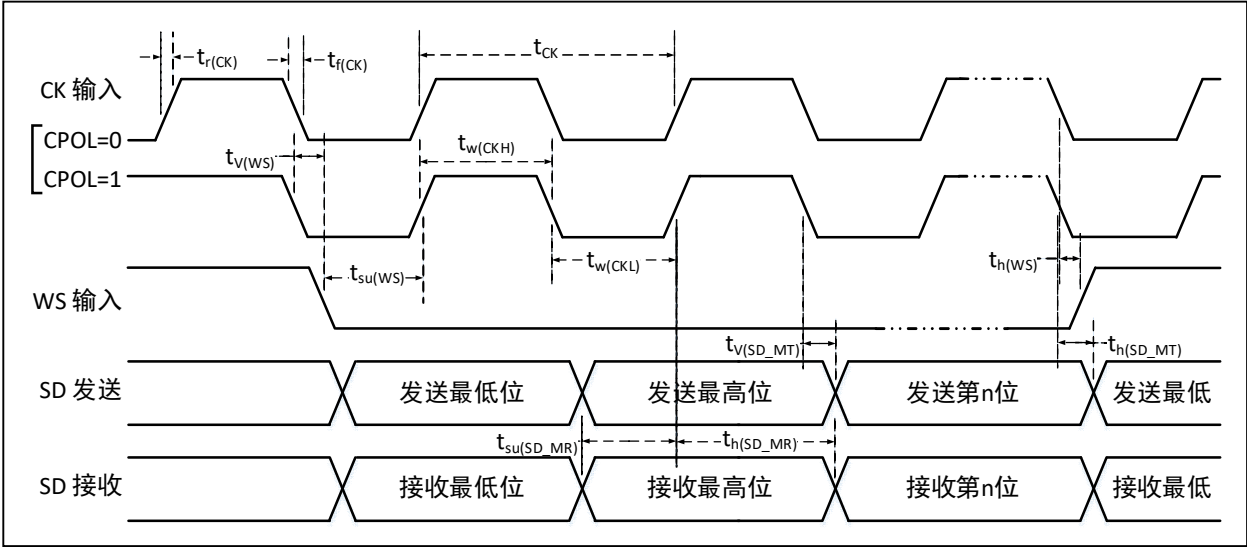 tr(CK)
tf(CK)
tCK
CK 输入
CPOL=0
tV(WS)
tw(CKH)
CPOL=1
tsu(WS)
tw(CKL)
th(WS)
WS 输入
tV(SD_MT)
th(SD_MT)
SD 发送
发送最低位
发送最高位
发送第n位
发送最低
tsu(SD_MR)
th(SD_MR)
SD 接收
接收最低位
接收最高位
接收第n位
接收最低